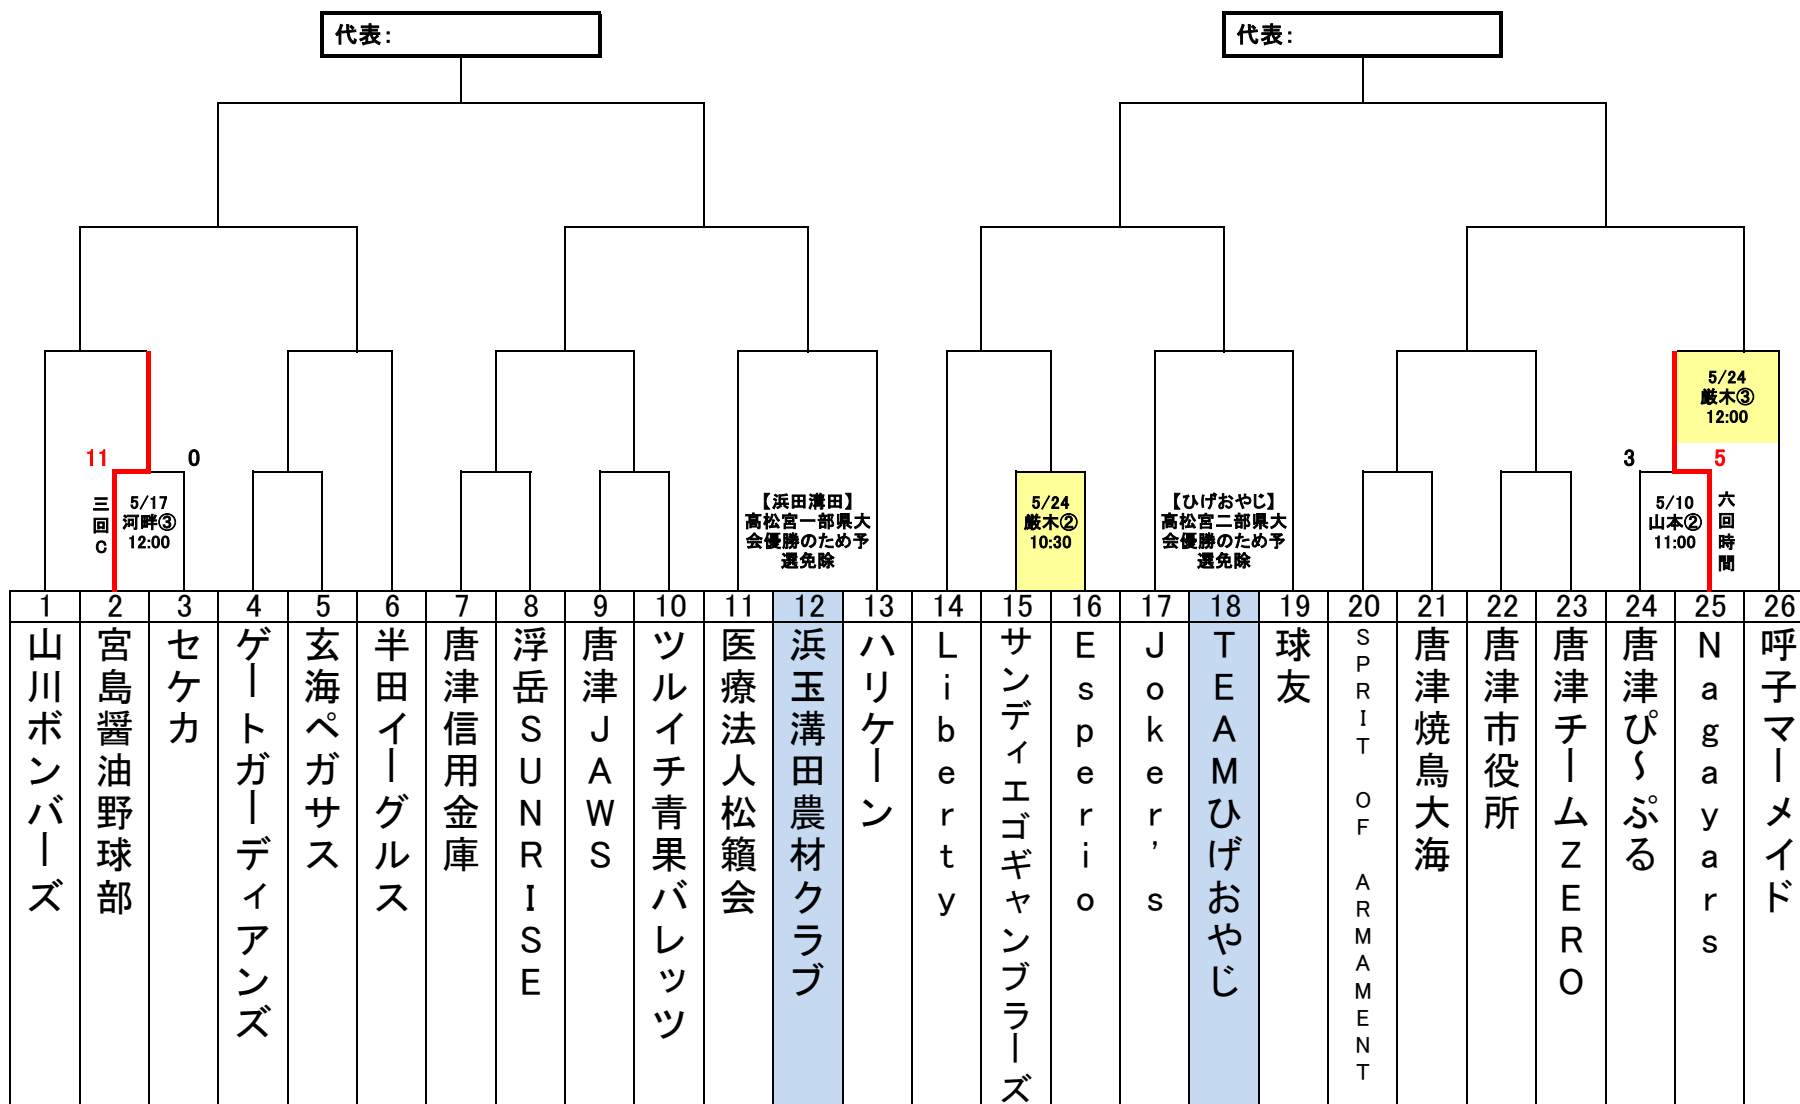 代表:
代表:
5/24
厳木③
12:00
11
0
3
5
三回C
5/17
河畔③
12:00
【浜田溝田】
高松宮一部県大
会優勝のため予
選免除
5/24
厳木②
10:30
【ひげおやじ】
高松宮二部県大
会優勝のため予
選免除
5/10
山本②
11:00
六回時間
1 2 3 4 5 6 7 8 9 10 11 12 13 14 15 16 17 18 19 20 21 22 23 24 25 26
山川ボンバーズ
宮島醤油野球部
セケカ
ゲートガーディアンズ
玄海ペガサス
半田イーグルス
唐津信用金庫
浮岳SUNRISE
唐津JAWS
ツルイチ青果バレッツ
医療法人松籟会
浜玉溝田農材クラブ
ハリケーン
Liberty
サンディエゴギャンブラーズ
Esperio
Joker's
TEAMひげおやじ
球友
SPRIT OF ARMAMENT
唐津焼鳥大海
唐津市役所
唐津チームZERO
唐津ぴ～ぷる
Nagayars
呼子マーメイド